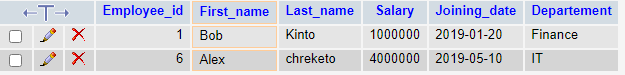 Employee_id First_name Last_name Salary Joining_date Departement
1 Bob Kinto 1000000 2019-01-20 Finance
6 Alex chreketo 4000000 2019-05-10 IT